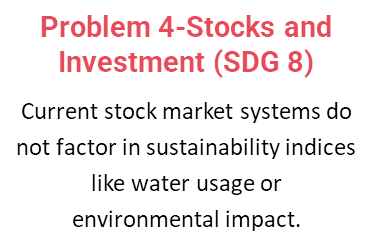 Problem 4-Stocks and
Investment (SDG 8)
Current stock market systems do
not factor in sustainability indices
like water usage or
environmental impact.